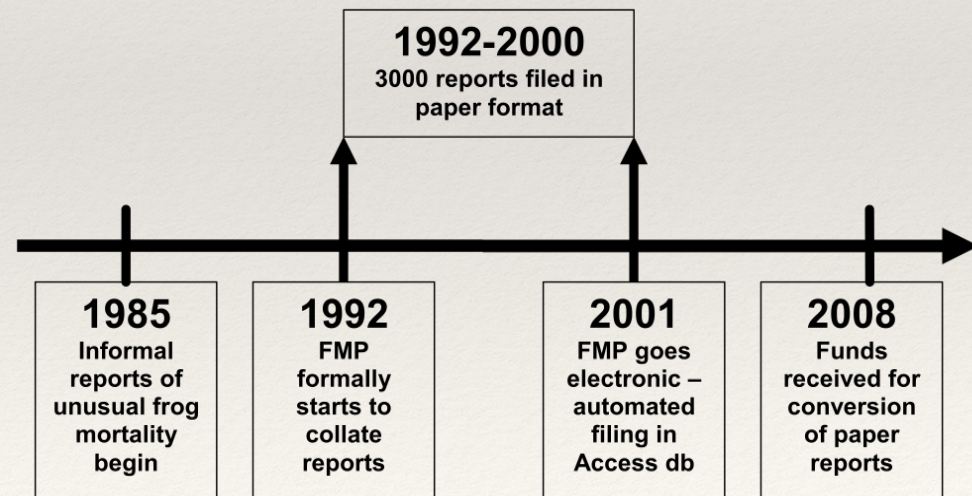 1992-2000
3000 reports filed in
paper format
1985
Informal
reports of
unusual frog
mortality
begin
1992
FMP
formally
starts to
collate
reports
2001
FMP goes
electronic –
automated
filing in
Access db
2008
Funds
received for
conversion
of paper
reports